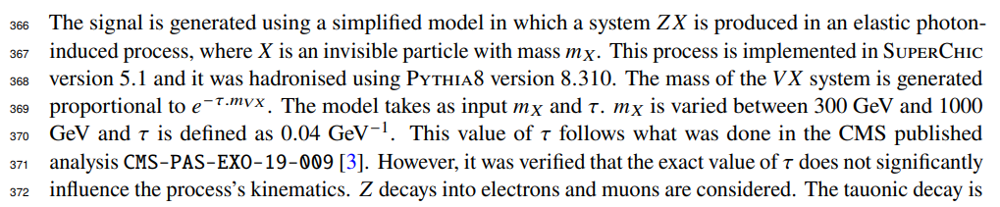 366 The signal is generated using a simplified model in which a system ZX is produced in an elastic photon-
367 induced process, where X is an invisible particle with mass m_X. This process is implemented in SuperChic
368 version 5.1 and it was hadronised using Pythia8 version 8.310. The mass of the VX system is generated
369 proportional to e^{−τ.m_{VX}}. The model takes as input m_X and τ. m_X is varied between 300 GeV and 1000
370 GeV and τ is defined as 0.04 GeV^{−1}. This value of τ follows what was done in the CMS published
371 analysis CMS-PAS-EXO-19-009 [3]. However, it was verified that the exact value of τ does not significantly
372 influence the process's kinematics. Z decays into electrons and muons are considered. The tauonic decay is